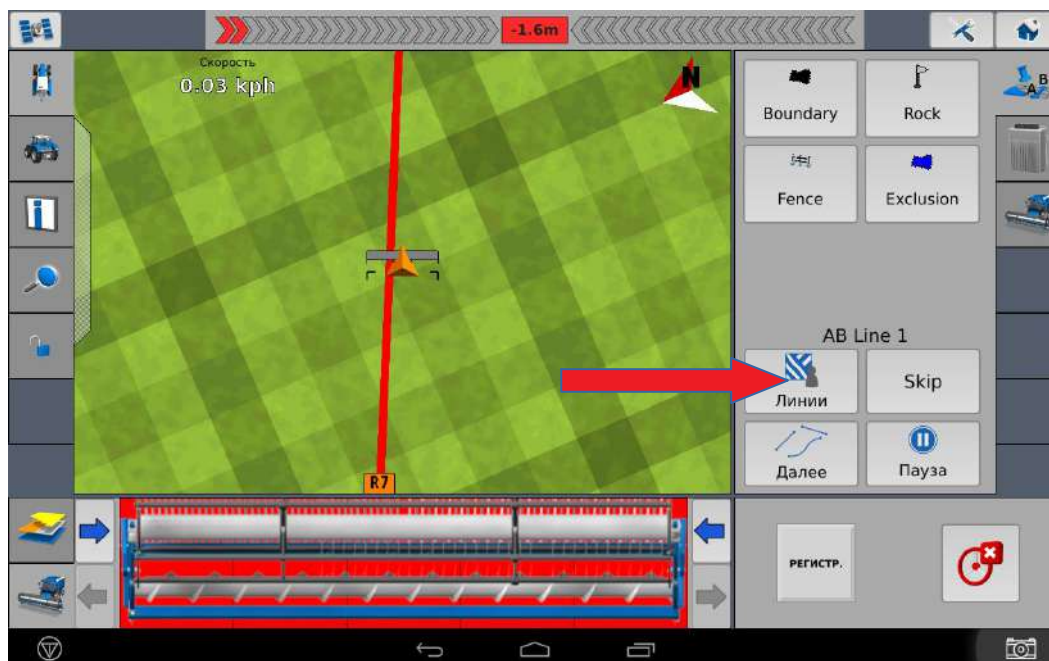 -1.6m
Скорость
0.03 kph
N
Boundary
Rock
Fence
Exclusion
A B
AB Line 1
Линии
Skip
Далее
Пауза
R7
РЕГИСТР.